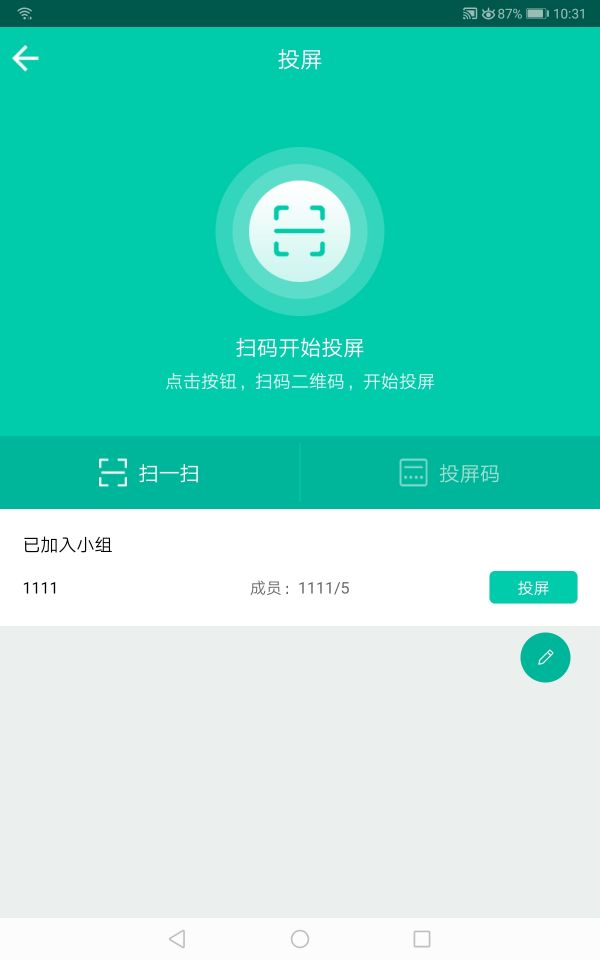 87% 10:31
投屏
扫码开始投屏
点击按钮，扫码二维码，开始投屏
扫一扫 投屏码
已加入小组
1111 成员：1111/5 投屏